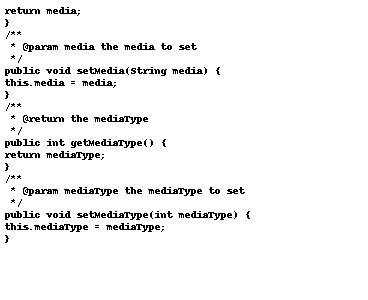 return media;
}
/**
 * @param media the media to set
 */
public void setMedia(String media) {
this.media = media;
}
/**
 * @return the mediaType
 */
public int getMediaType() {
return mediaType;
}
/**
 * @param mediaType the mediaType to set
 */
public void setMediaType(int mediaType) {
this.mediaType = mediaType;
}